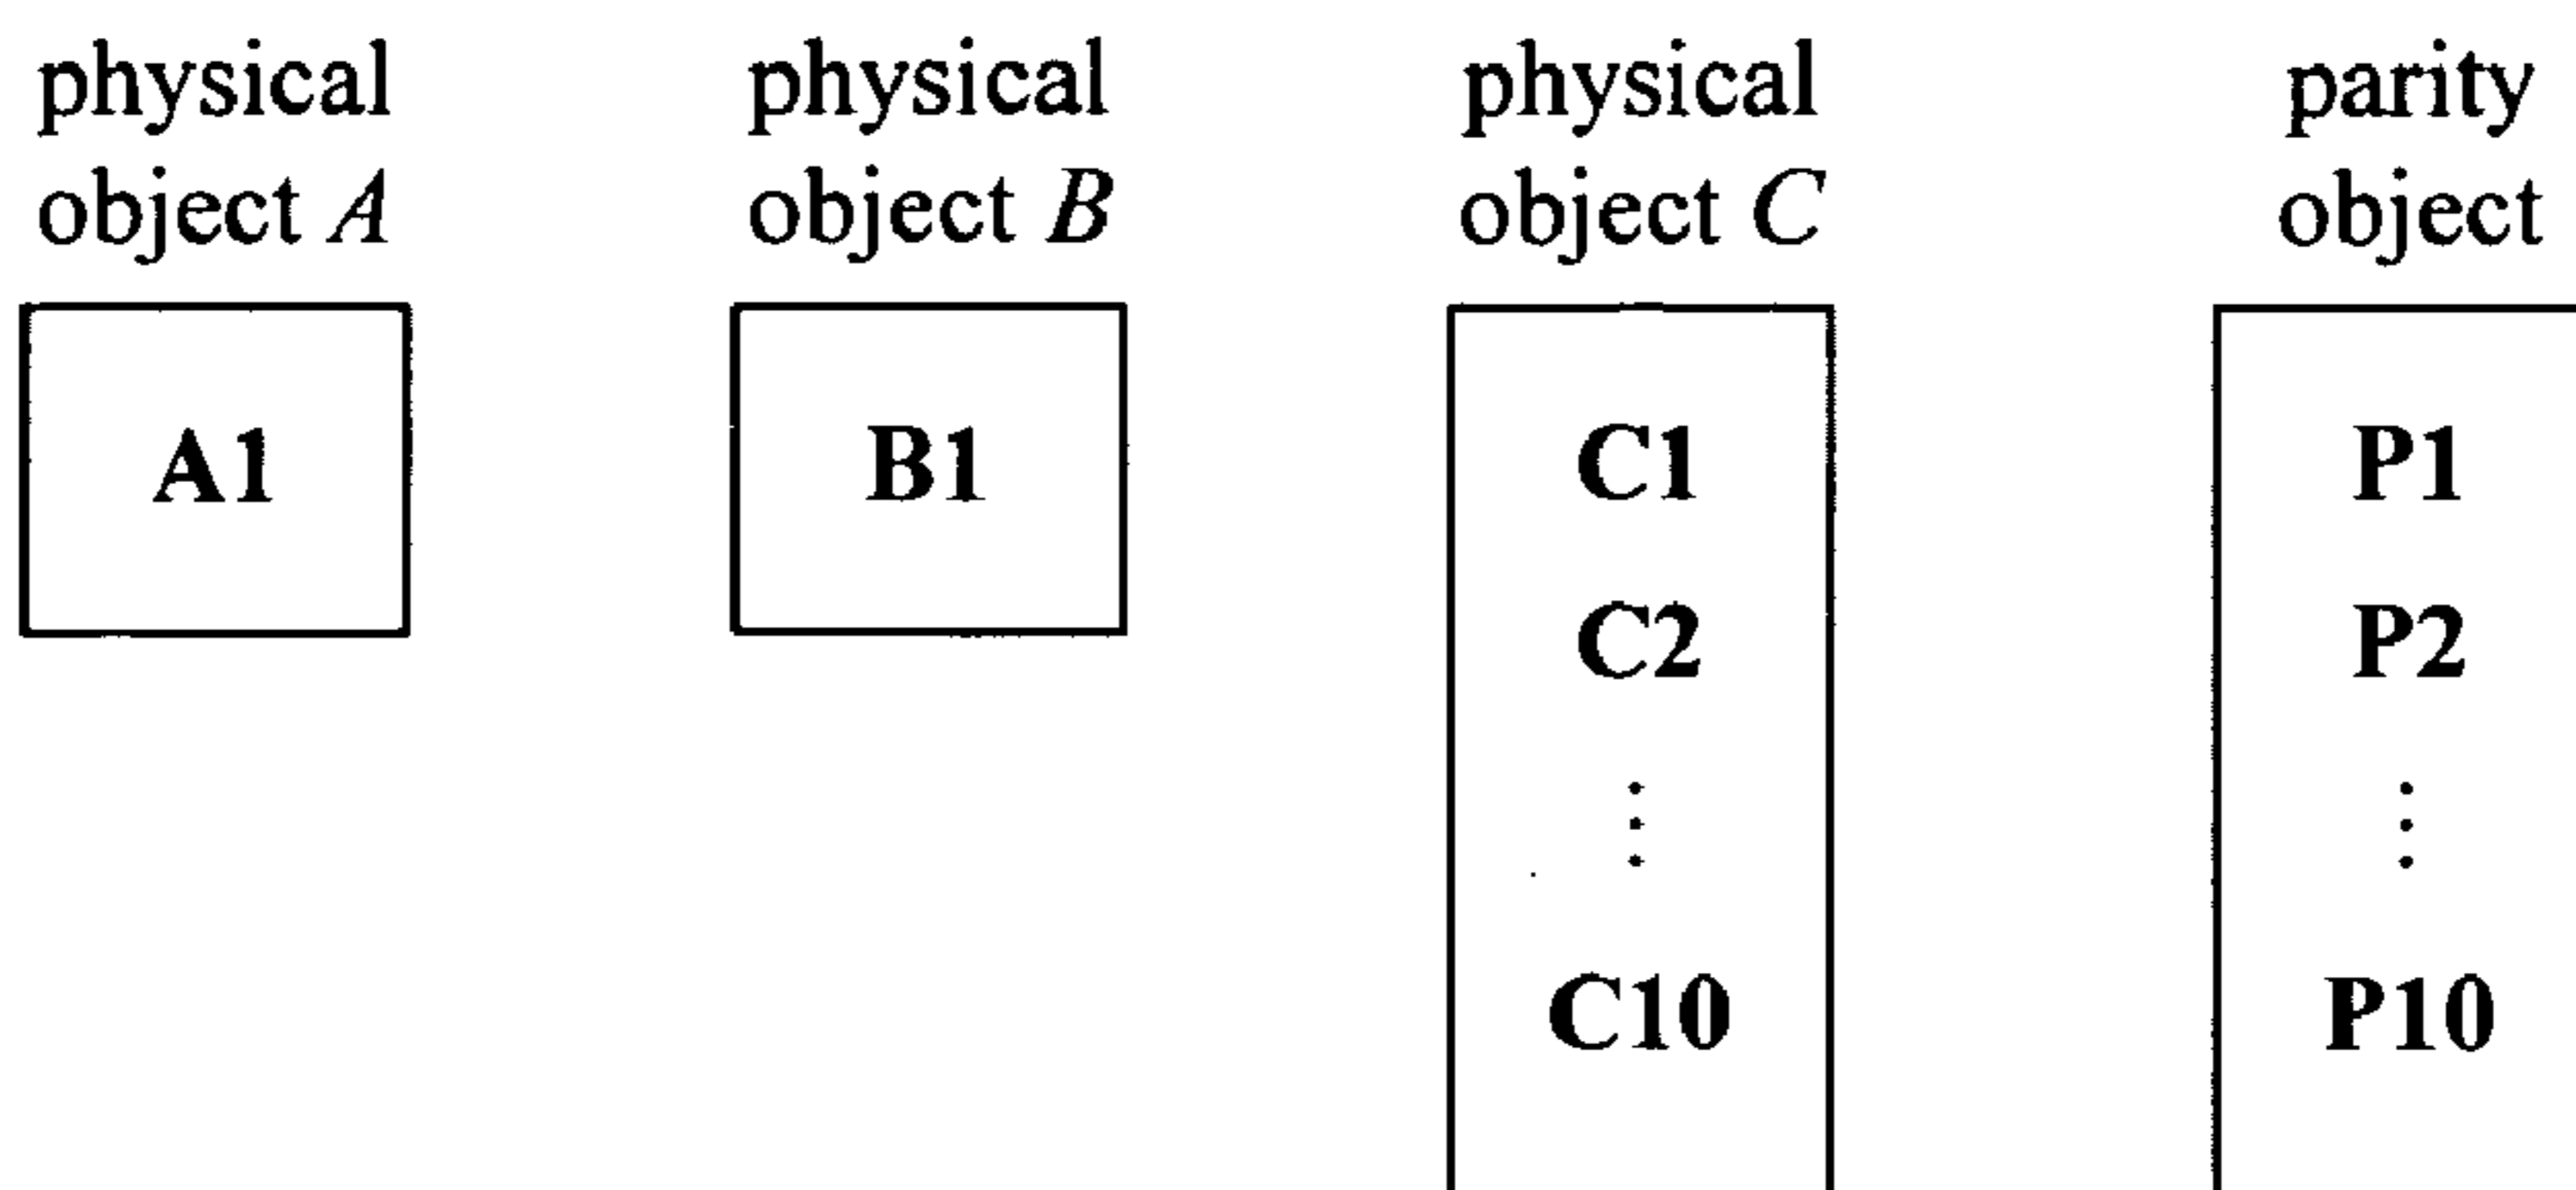 physical
object A
physical
object B
physical
object C
parity
object
A1
B1
C1
C2
⋮
C10
P1
P2
⋮
P10